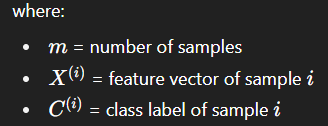 where:
• m = number of samples
• X⁽ⁱ⁾ = feature vector of sample i
• C⁽ⁱ⁾ = class label of sample i